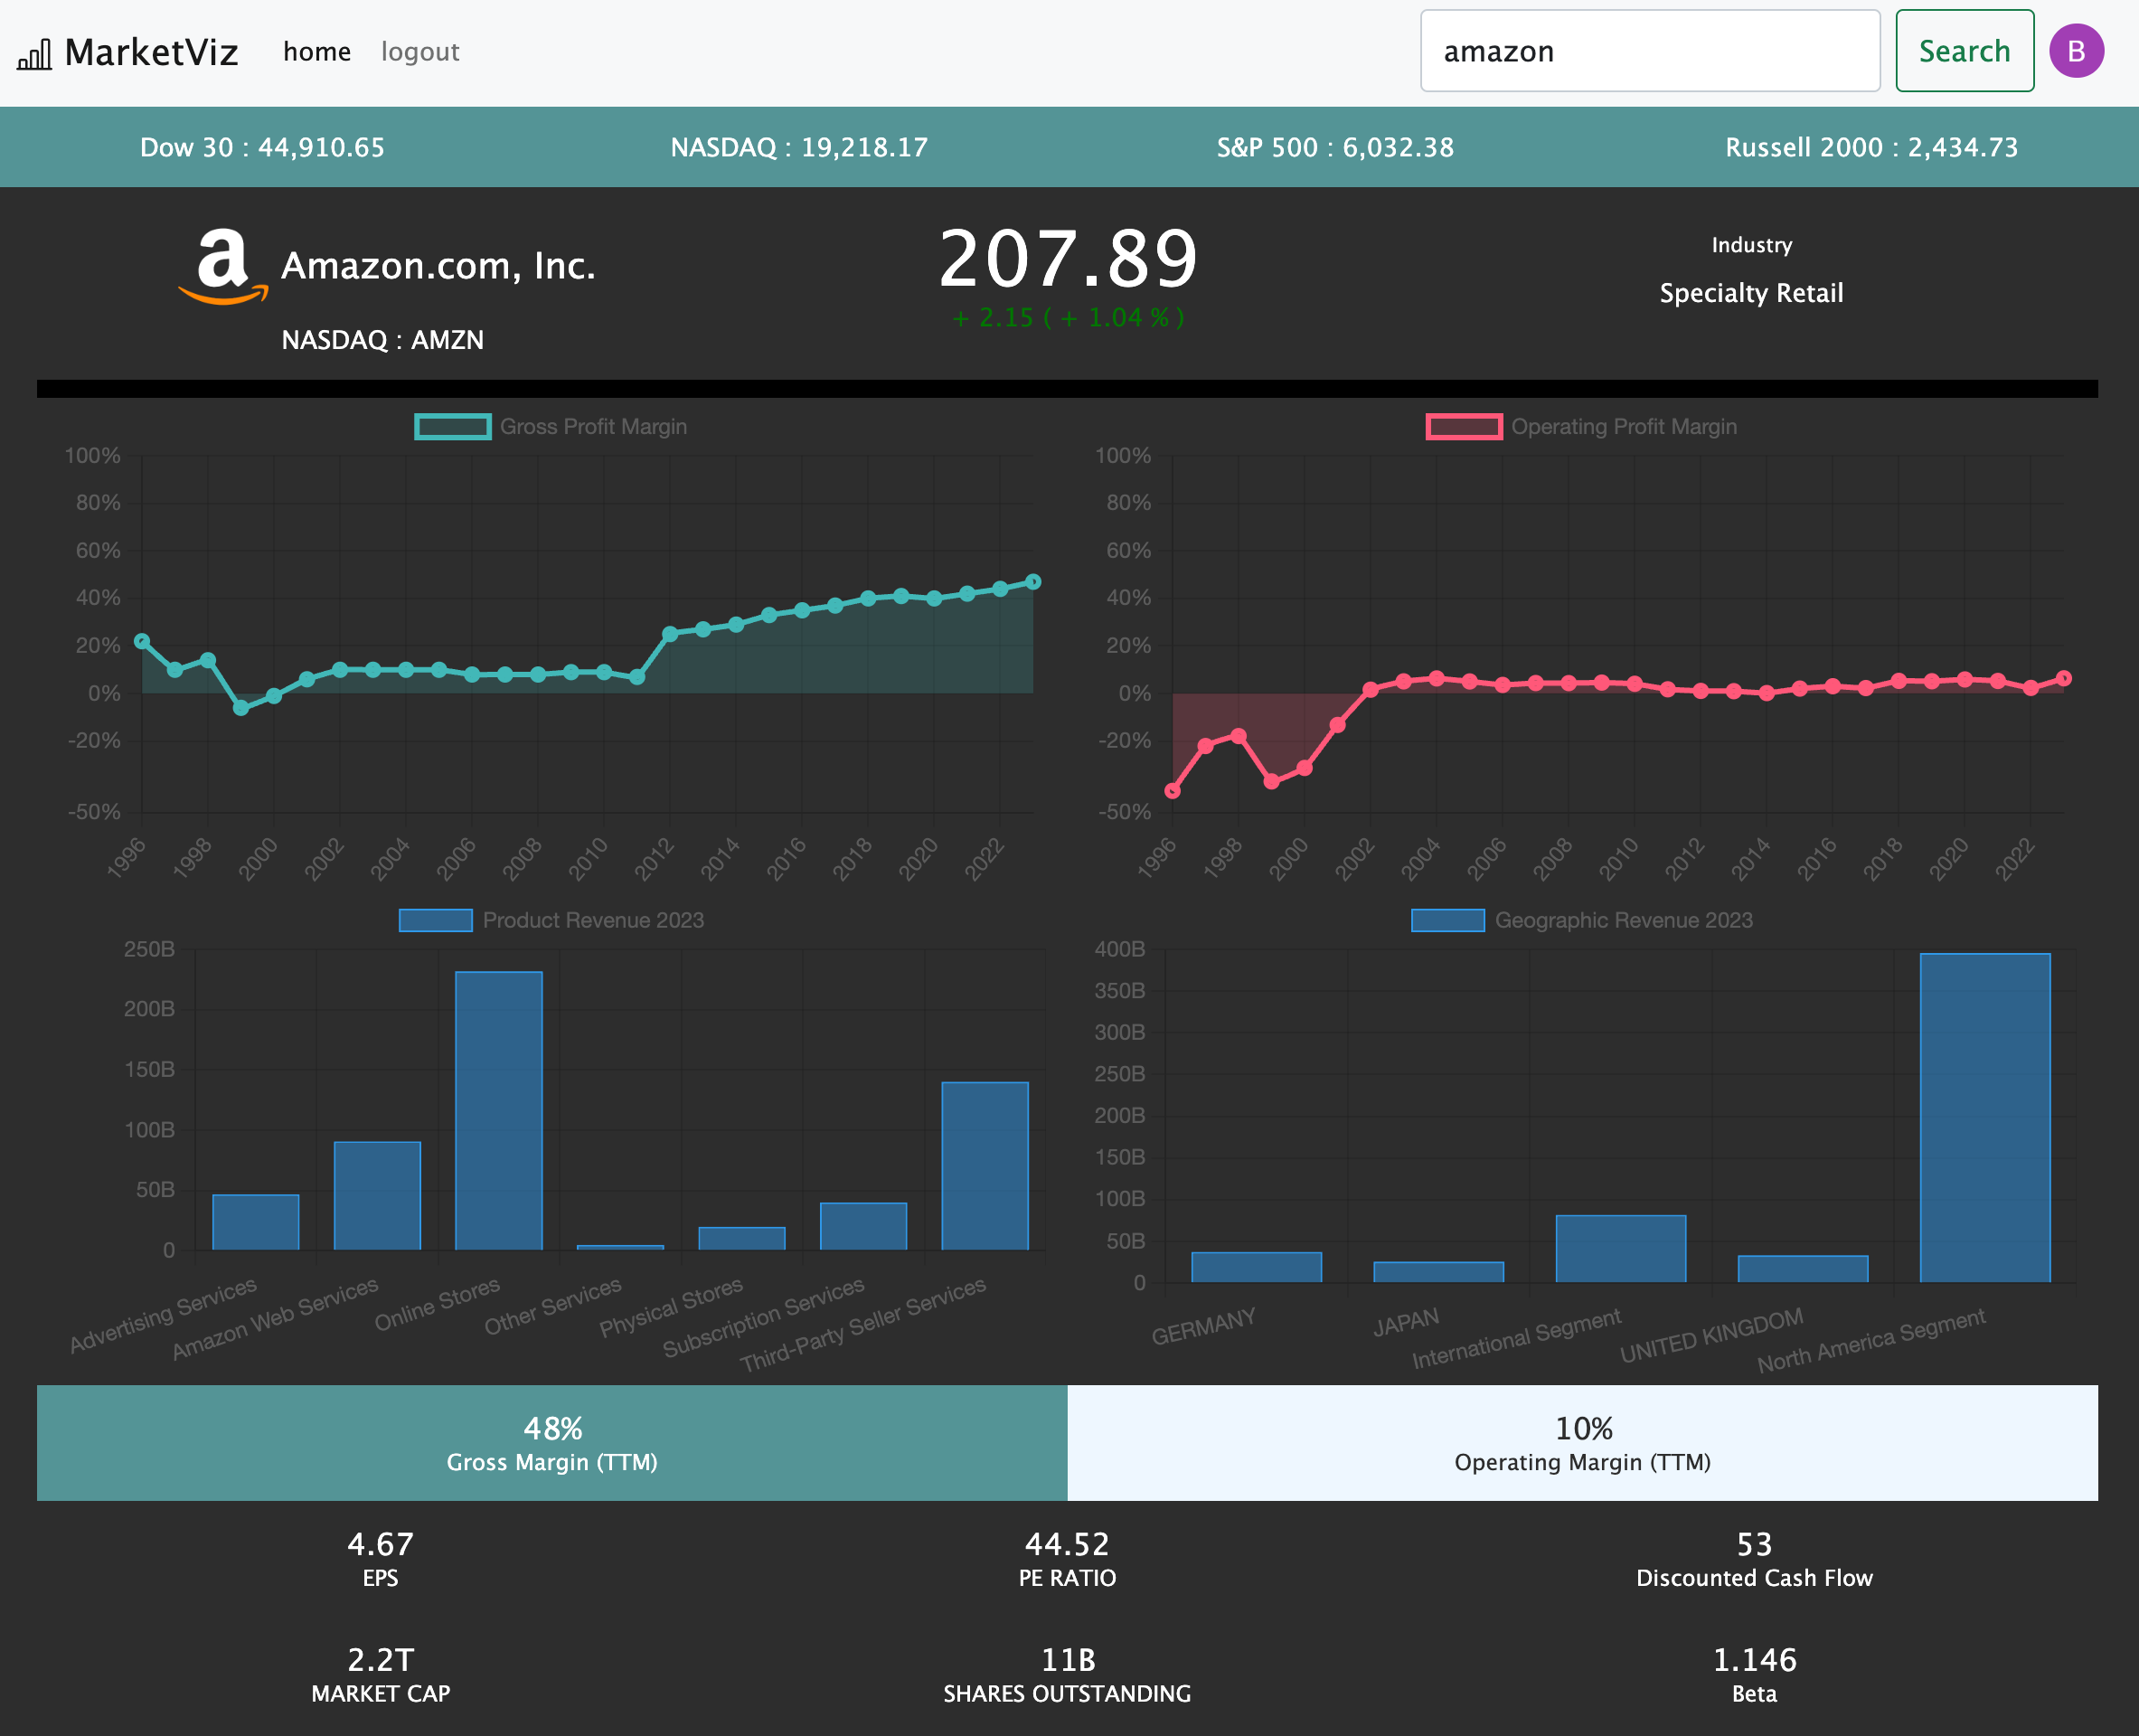 MarketViz
home
logout
amazon
Search
B
Dow 30 : 44,910.65
NASDAQ : 19,218.17
S&P 500 : 6,032.38
Russell 2000 : 2,434.73
a
Amazon.com, Inc.
NASDAQ : AMZN
207.89
+ 2.15 ( + 1.04 % )
Industry
Specialty Retail
Gross Profit Margin
100%
80%
60%
40%
20%
0%
-20%
-50%
1996
1998
2000
2002
2004
2006
2008
2010
2012
2014
2016
2018
2020
2022
Operating Profit Margin
100%
80%
60%
40%
20%
0%
-20%
-50%
1996
1998
2000
2002
2004
2006
2008
2010
2012
2014
2016
2018
2020
2022
Product Revenue 2023
250B
200B
150B
100B
50B
0
Advertising Services
Amazon Web Services
Online Stores
Other Services
Physical Stores
Subscription Services
Third-Party Seller Services
Geographic Revenue 2023
400B
350B
300B
250B
200B
150B
100B
50B
0
GERMANY
JAPAN
International Segment
UNITED KINGDOM
North America Segment
48%
Gross Margin (TTM)
10%
Operating Margin (TTM)
4.67
EPS
44.52
PE RATIO
53
Discounted Cash Flow
2.2T
MARKET CAP
11B
SHARES OUTSTANDING
1.146
Beta